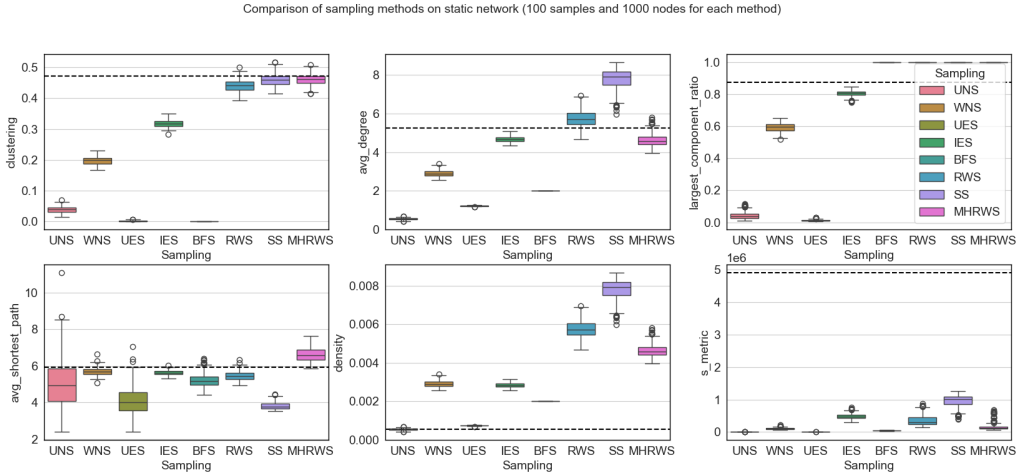 Comparison of sampling methods on static network (100 samples and 1000 nodes for each method)
clustering
0.5
0.4
0.3
0.2
0.1
0.0
UNS WNS UES IES BFS RWS SS MHRWS
Sampling
avg_degree
8
6
4
2
0
UNS WNS UES IES BFS RWS SS MHRWS
Sampling
largest_component_ratio
1.0
0.8
0.6
0.4
0.2
0.0
UNS WNS UES IES BFS RWS SS MHRWS
Sampling
Sampling
UNS
WNS
UES
IES
BFS
RWS
SS
MHRWS
avg_shortest_path
10
8
6
4
2
UNS WNS UES IES BFS RWS SS MHRWS
Sampling
density
0.008
0.006
0.004
0.002
0.000
UNS WNS UES IES BFS RWS SS MHRWS
Sampling
1e6
s_metric
5
4
3
2
1
0
UNS WNS UES IES BFS RWS SS MHRWS
Sampling